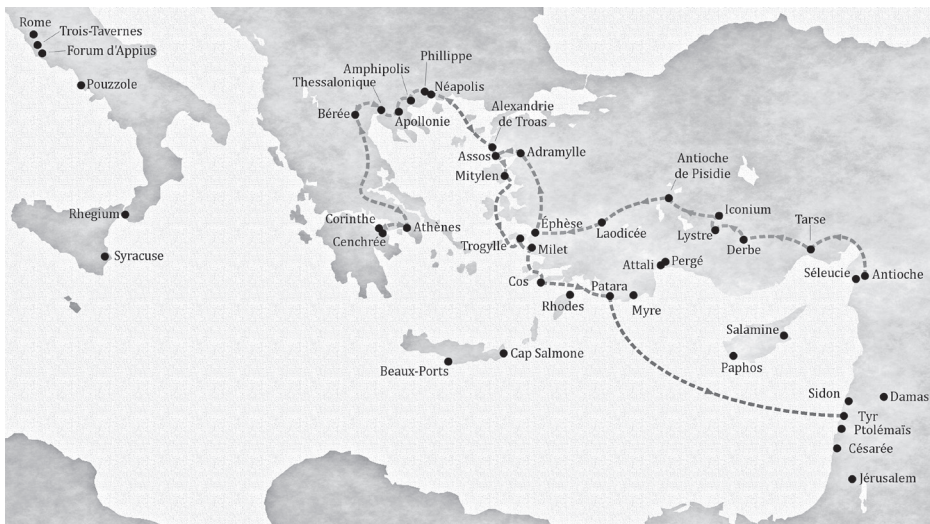 Rome
Trois-Tavernes
Forum d'Appius
Pouzzole
Rhegium
Syracuse
Phillippe
Amphipolis
Néapolis
Thessalonique
Bérée
Apollonie
Alexandrie
de Troas
Assos
Adramylle
Mitylen
Corinthe
Athènes
Cenchrée
Éphèse
Trogylle
Milet
Laodicée
Antioche
de Pisidie
Iconium
Lystre
Derbe
Tarse
Attali
Pergé
Séleucie
Antioche
Cos
Rhodes
Patara
Myre
Salamine
Paphos
Cap Salmone
Beaux-Ports
Sidon
Damas
Tyr
Ptolémaïs
Césarée
Jérusalem